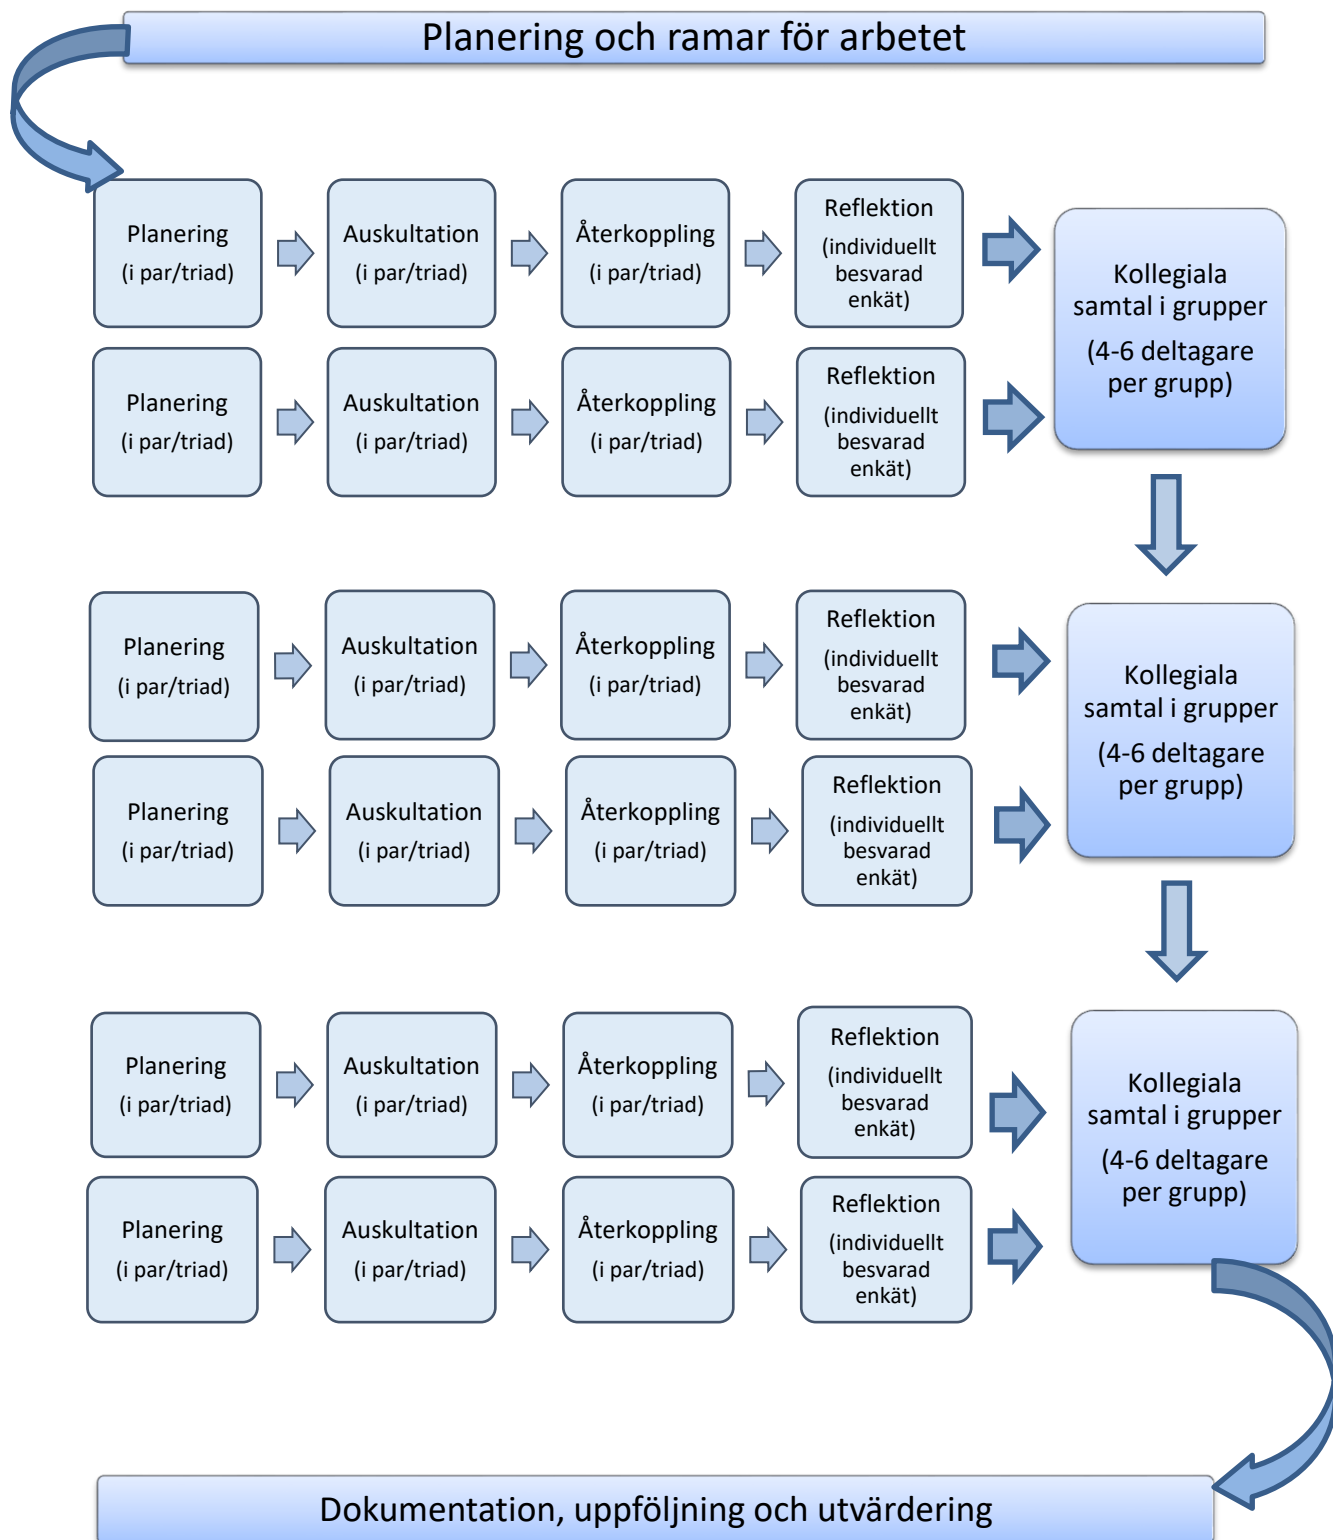 Planering och ramar för arbetet
Planering
(i par/triad)
Auskultation
(i par/triad)
Återkoppling
(i par/triad)
Reflektion
(individuellt
besvarad
enkät)
Kollegiala
samtal i grupper
(4-6 deltagare
per grupp)
Planering
(i par/triad)
Auskultation
(i par/triad)
Återkoppling
(i par/triad)
Reflektion
(individuellt
besvarad
enkät)
Planering
(i par/triad)
Auskultation
(i par/triad)
Återkoppling
(i par/triad)
Reflektion
(individuellt
besvarad
enkät)
Kollegiala
samtal i grupper
(4-6 deltagare
per grupp)
Planering
(i par/triad)
Auskultation
(i par/triad)
Återkoppling
(i par/triad)
Reflektion
(individuellt
besvarad
enkät)
Planering
(i par/triad)
Auskultation
(i par/triad)
Återkoppling
(i par/triad)
Reflektion
(individuellt
besvarad
enkät)
Kollegiala
samtal i grupper
(4-6 deltagare
per grupp)
Planering
(i par/triad)
Auskultation
(i par/triad)
Återkoppling
(i par/triad)
Reflektion
(individuellt
besvarad
enkät)
Dokumentation, uppföljning och utvärdering